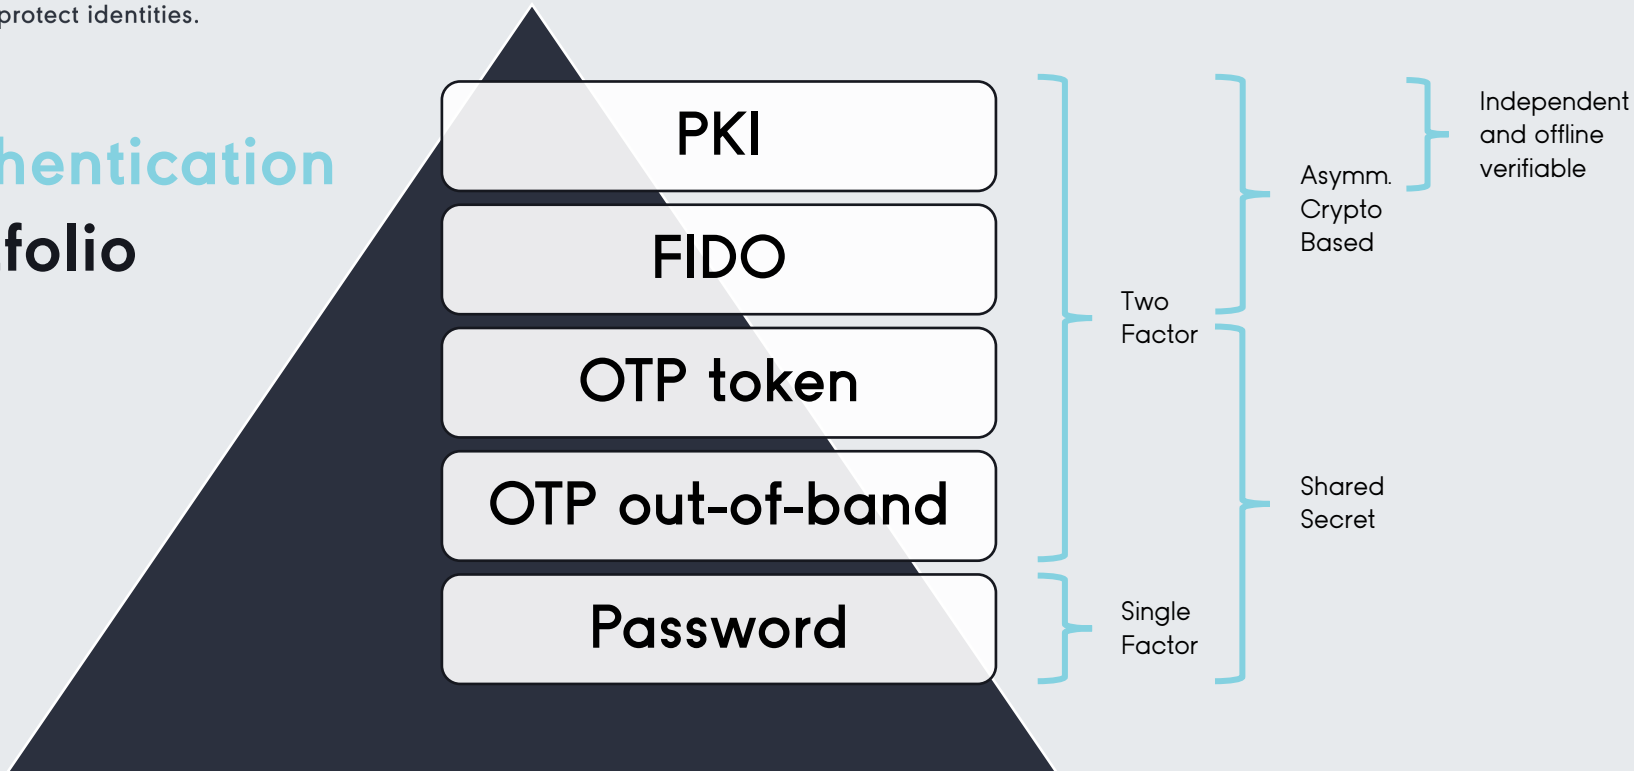 protect identities.
hentication
folio
PKI
FIDO
OTP token
OTP out-of-band
Password
Two
Factor
Single
Factor
Asymm.
Crypto
Based
Shared
Secret
Independent
and offline
verifiable